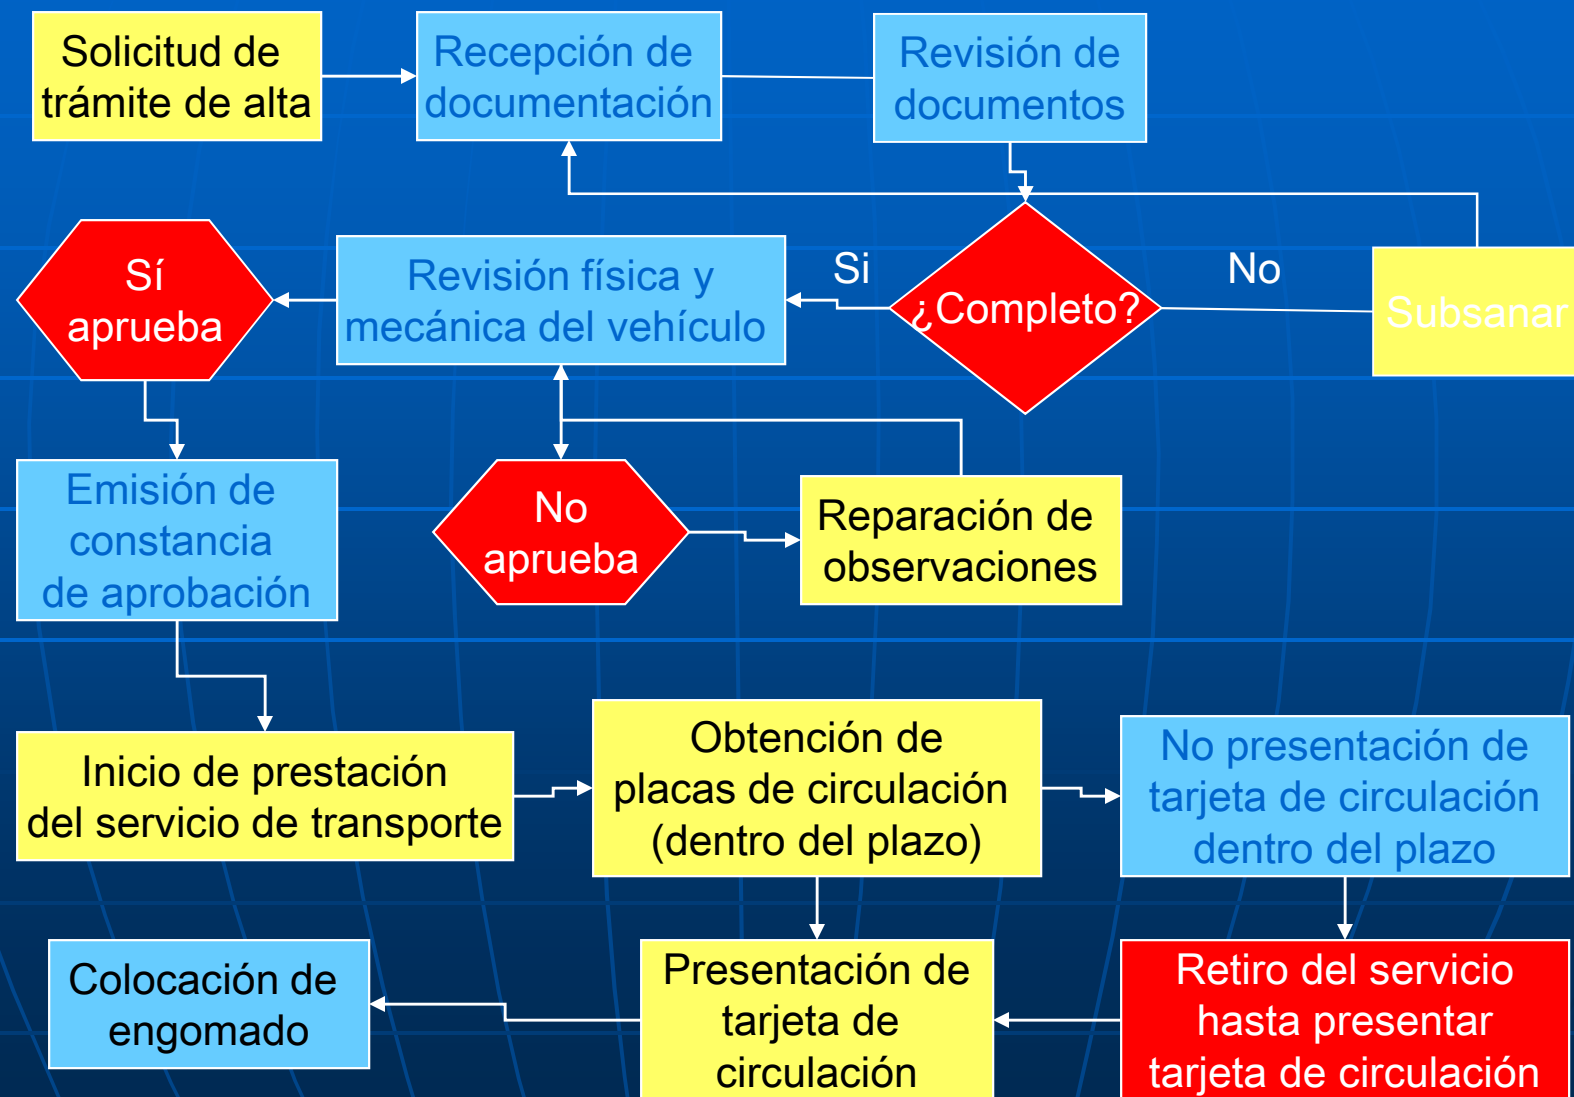 Solicitud de
trámite de alta
Recepción de
documentación
Revisión de
documentos
Sí
aprueba
Revisión física y
mecánica del vehículo
Si
¿Completo?
No
Subsanar
Emisión de
constancia
de aprobación
No
aprueba
Reparación de
observaciones
Inicio de prestación
del servicio de transporte
Obtención de
placas de circulación
(dentro del plazo)
No presentación de
tarjeta de circulación
dentro del plazo
Colocación de
engomado
Presentación de
tarjeta de
circulación
Retiro del servicio
hasta presentar
tarjeta de circulación